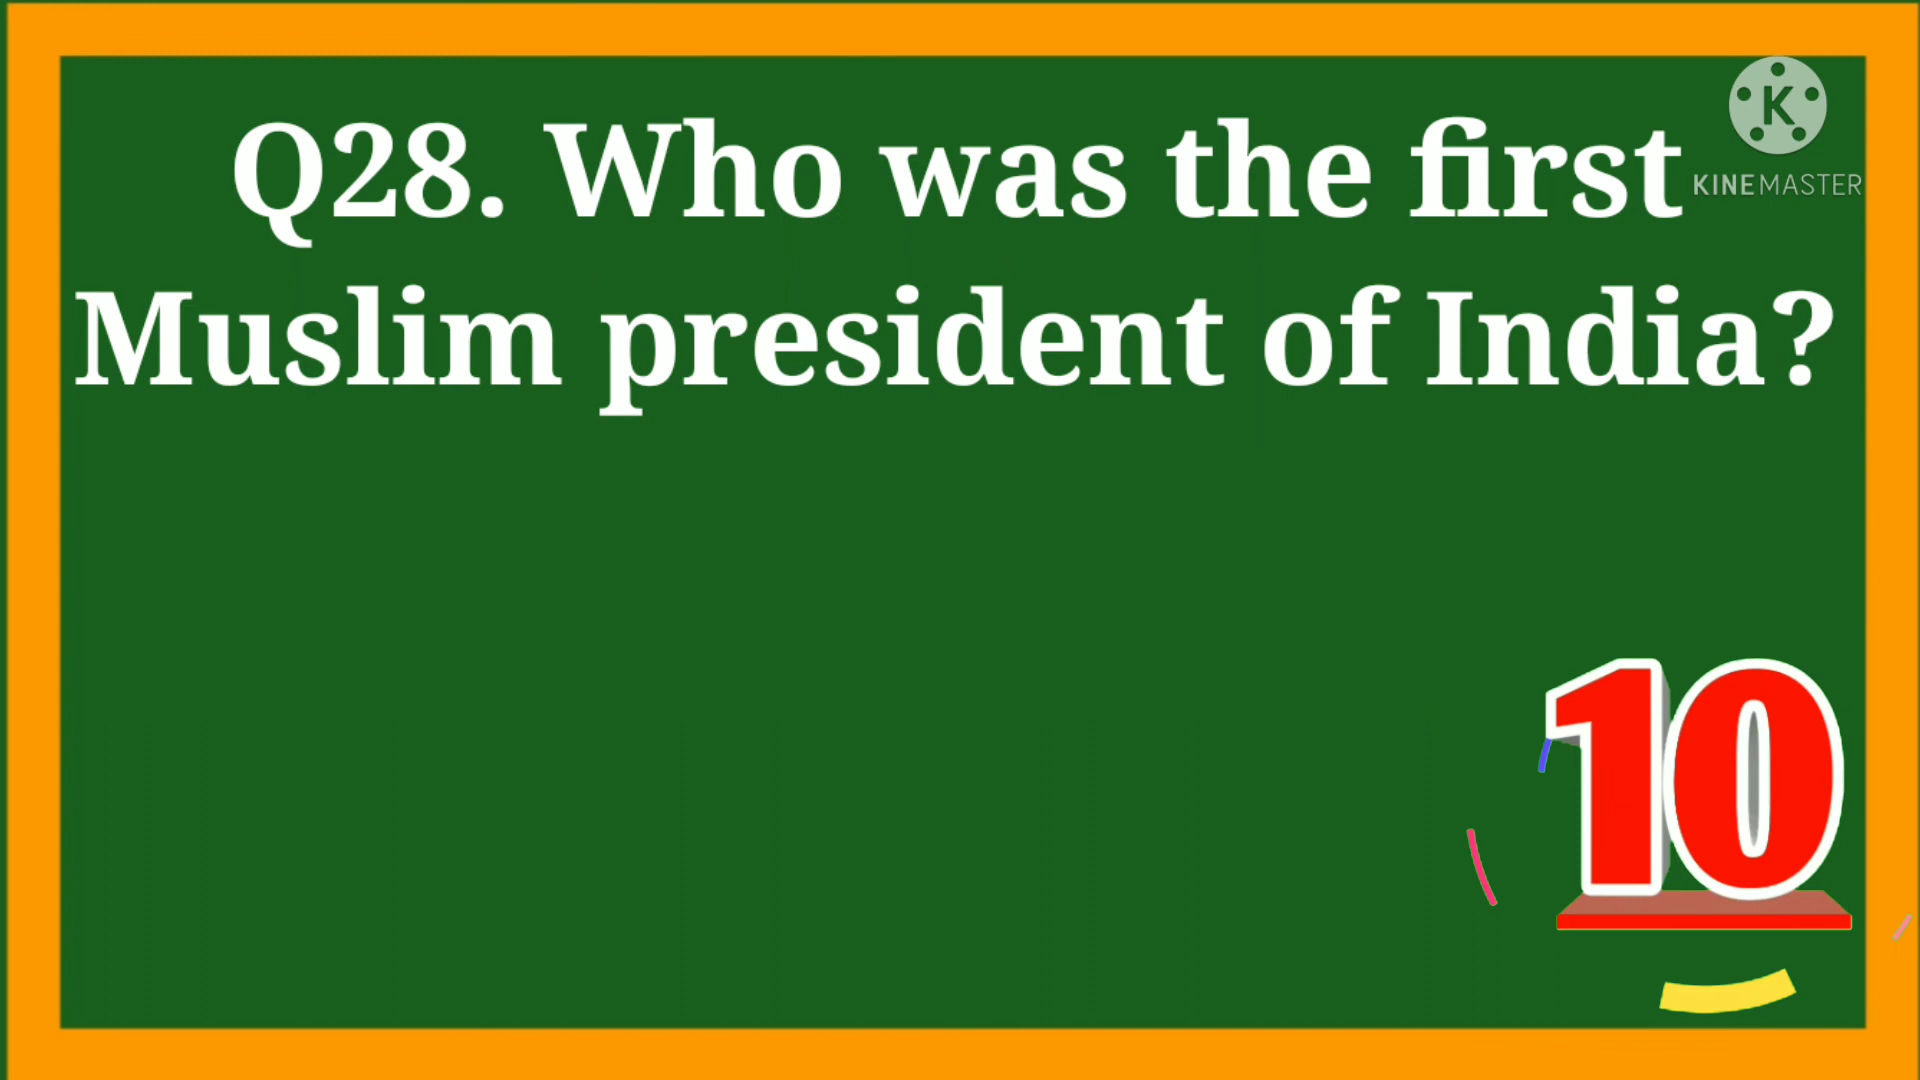 Q28. Who was the first
KINEMASTER
Muslim president of India?
10